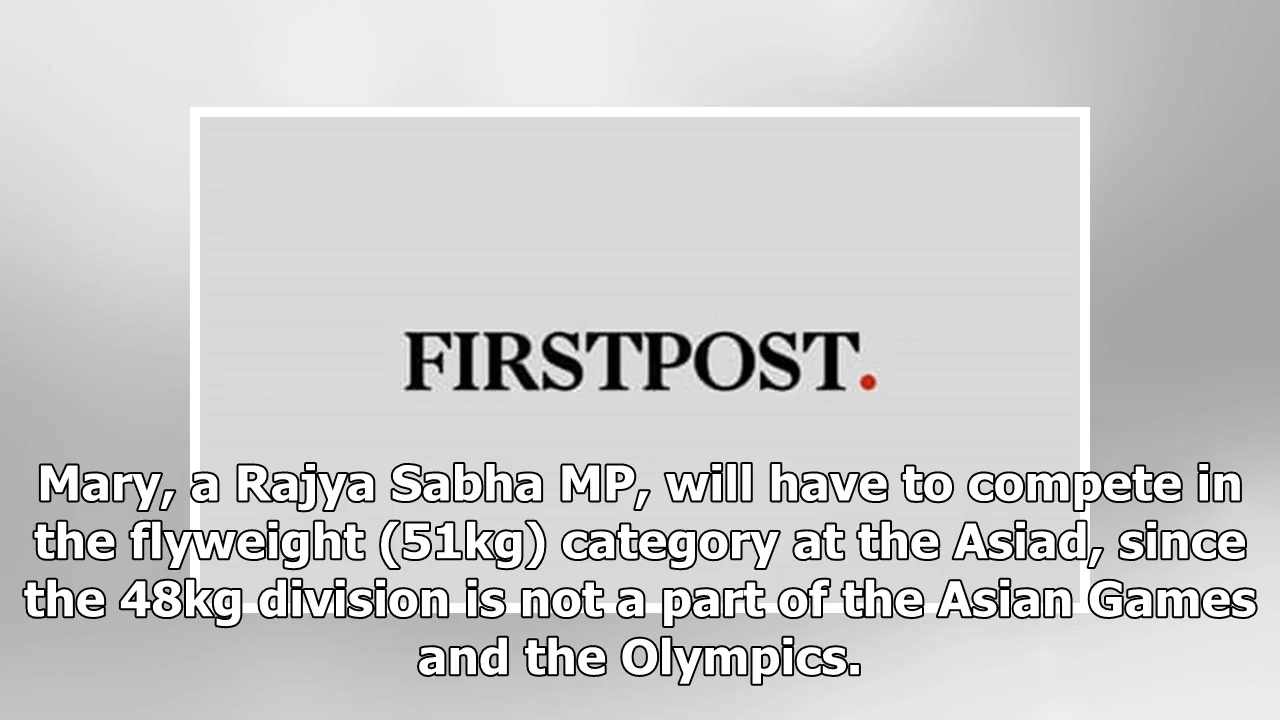 FIRSTPOST.
Mary, a Rajya Sabha MP, will have to compete in
the flyweight (51kg) category at the Asiad, since
the 48kg division is not a part of the Asian Games
and the Olympics.